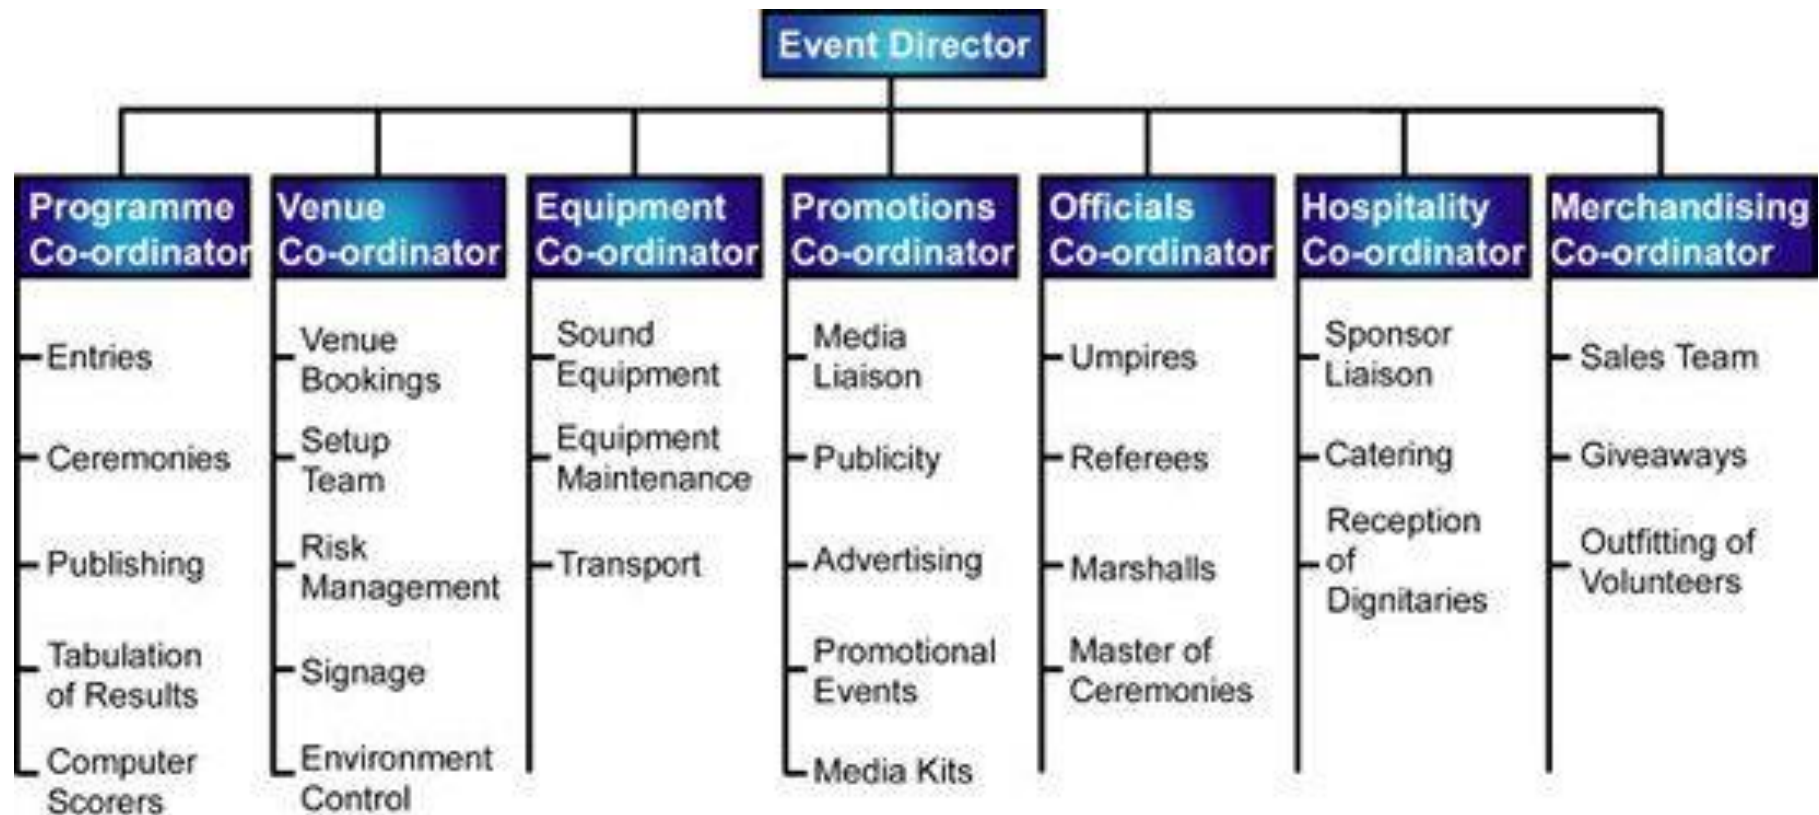 Event Director
Programme
Co-ordinator
Venue
Co-ordinator
Equipment
Co-ordinator
Promotions
Co-ordinator
Officials
Co-ordinator
Hospitality
Co-ordinator
Merchandising
Co-ordinator
Entries
Ceremonies
Publishing
Tabulation
of Results
Computer
Scorers
Venue
Bookings
Setup
Team
Risk
Management
Signage
Environment
Control
Sound
Equipment
Equipment
Maintenance
Transport
Media
Liaison
Publicity
Advertising
Promotional
Events
Media Kits
Umpires
Referees
Marshalls
Master of
Ceremonies
Sponsor
Liaison
Catering
Reception
of
Dignitaries
Sales Team
Giveaways
Outfitting of
Volunteers